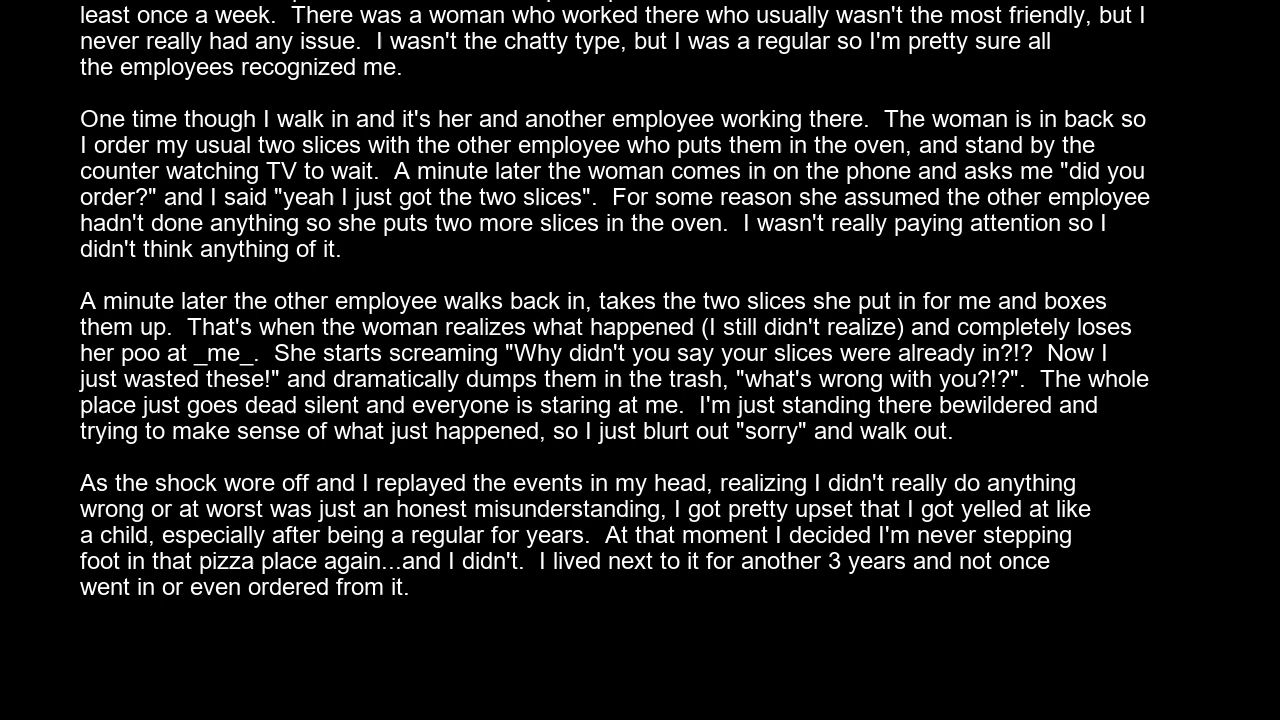 least once a week.  There was a woman who worked there who usually wasn't the most friendly, but I
never really had any issue.  I wasn't the chatty type, but I was a regular so I'm pretty sure all
the employees recognized me.
One time though I walk in and it's her and another employee working there.  The woman is in back so
I order my usual two slices with the other employee who puts them in the oven, and stand by the
counter watching TV to wait.  A minute later the woman comes in on the phone and asks me "did you
order?" and I said "yeah I just got the two slices".  For some reason she assumed the other employee
hadn't done anything so she puts two more slices in the oven.  I wasn't really paying attention so I
didn't think anything of it.
A minute later the other employee walks back in, takes the two slices she put in for me and boxes
them up.  That's when the woman realizes what happened (I still didn't realize) and completely loses
her poo at _me_.  She starts screaming "Why didn't you say your slices were already in?!?  Now I
just wasted these!" and dramatically dumps them in the trash, "what's wrong with you?!?".  The whole
place just goes dead silent and everyone is staring at me.  I'm just standing there bewildered and
trying to make sense of what just happened, so I just blurt out "sorry" and walk out.
As the shock wore off and I replayed the events in my head, realizing I didn't really do anything
wrong or at worst was just an honest misunderstanding, I got pretty upset that I got yelled at like
a child, especially after being a regular for years.  At that moment I decided I'm never stepping
foot in that pizza place again...and I didn't.  I lived next to it for another 3 years and not once
went in or even ordered from it.